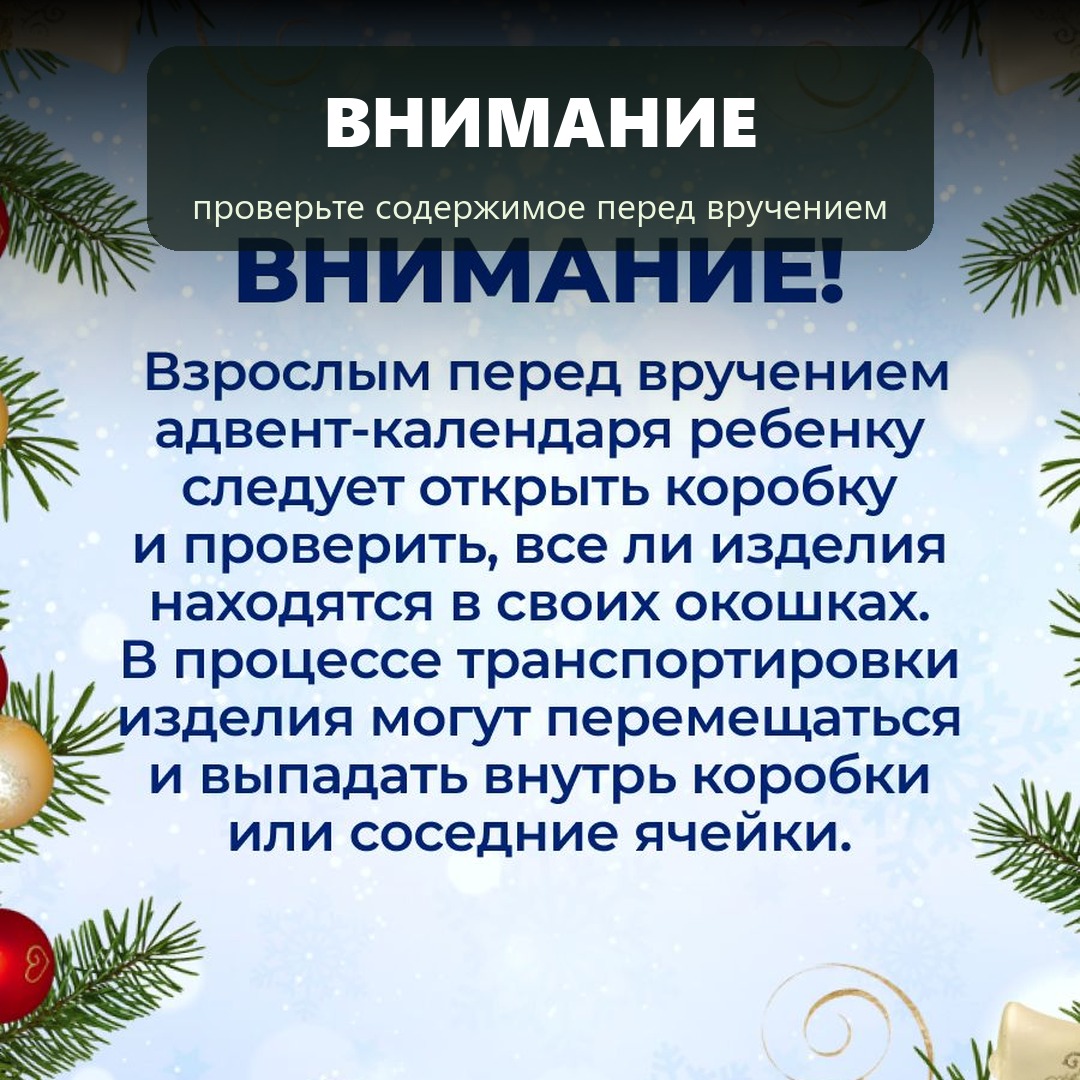 ВНИМАНИЕ
проверьте содержимое перед вручением
ВНИМАНИЕ!
Взрослым перед вручением
адвент-календаря ребенку
следует открыть коробку
и проверить, все ли изделия
находятся в своих окошках.
В процессе транспортировки
изделия могут перемещаться
и выпадать внутрь коробки
или соседние ячейки.